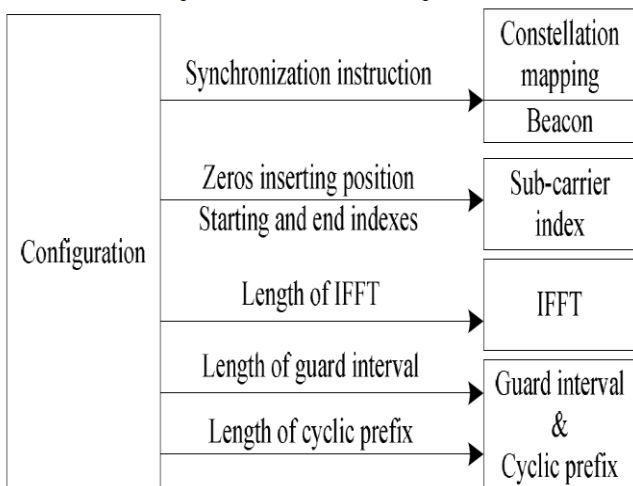 Configuration
Synchronization instruction
Constellation
mapping
Beacon
Zeros inserting position
Starting and end indexes
Sub-carrier
index
Length of IFFT
IFFT
Length of guard interval
Length of cyclic prefix
Guard interval
&
Cyclic prefix